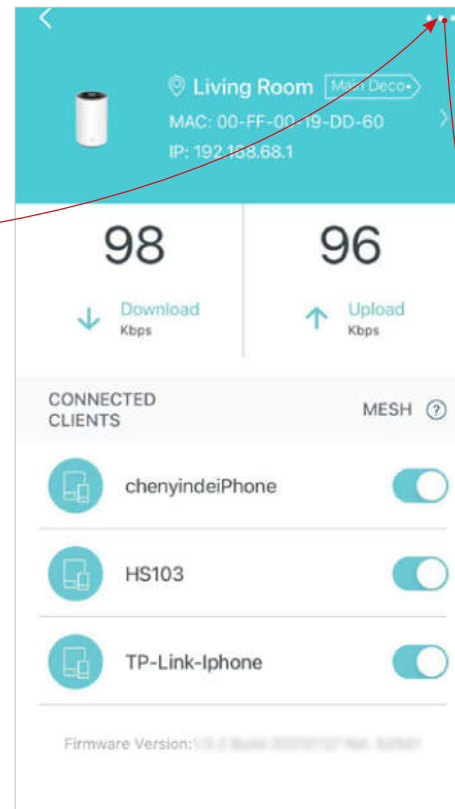 Living Room Main Deco
MAC: 00-FF-00-19-DD-60
IP: 192.168.68.1
98 96
Download Upload
Kbps Kbps
CONNECTED
CLIENTS
MESH ?
chenyindeiPhone
HS103
TP-Link-Iphone
Firmware Version: